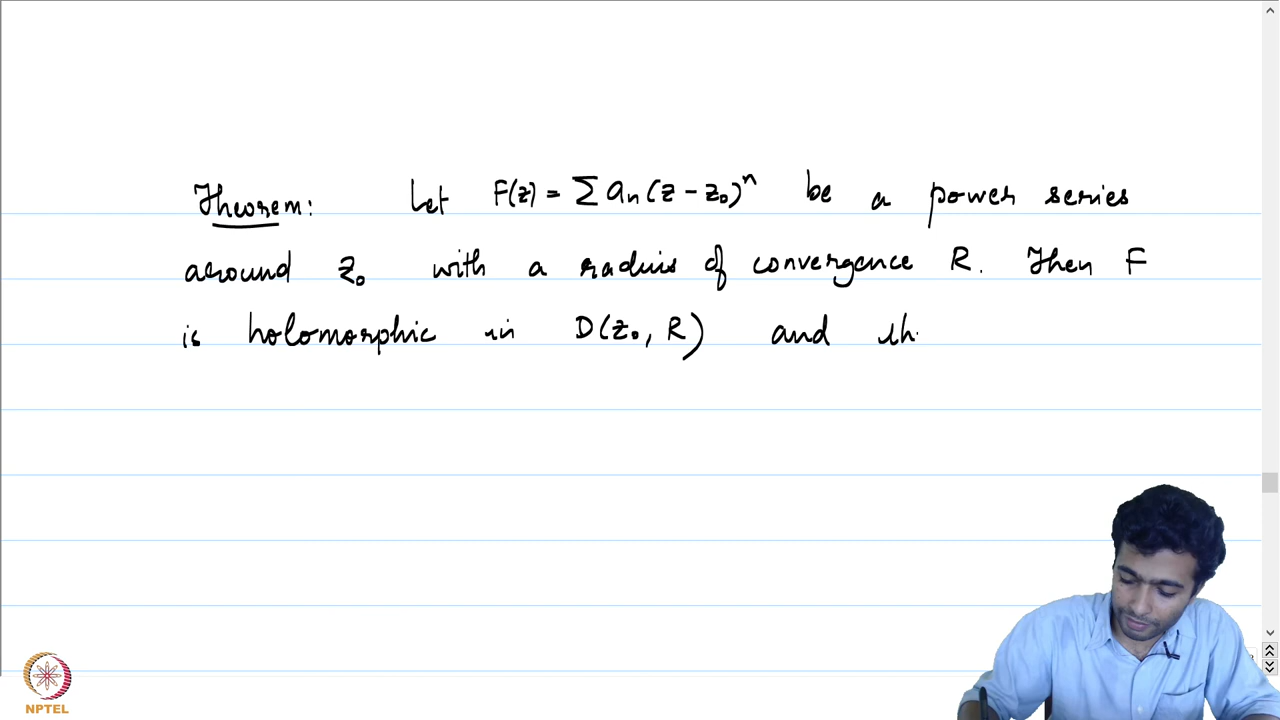 Theorem: Let F(z) = Σ aₙ (z - z₀)ⁿ be a power series
around z₀ with a radius of convergence R. Then F
is holomorphic in D(z₀, R) and th
NPTEL